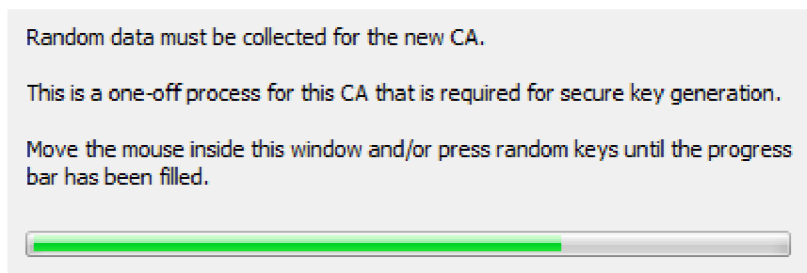 Random data must be collected for the new CA.
This is a one-off process for this CA that is required for secure key generation.
Move the mouse inside this window and/or press random keys until the progress
bar has been filled.